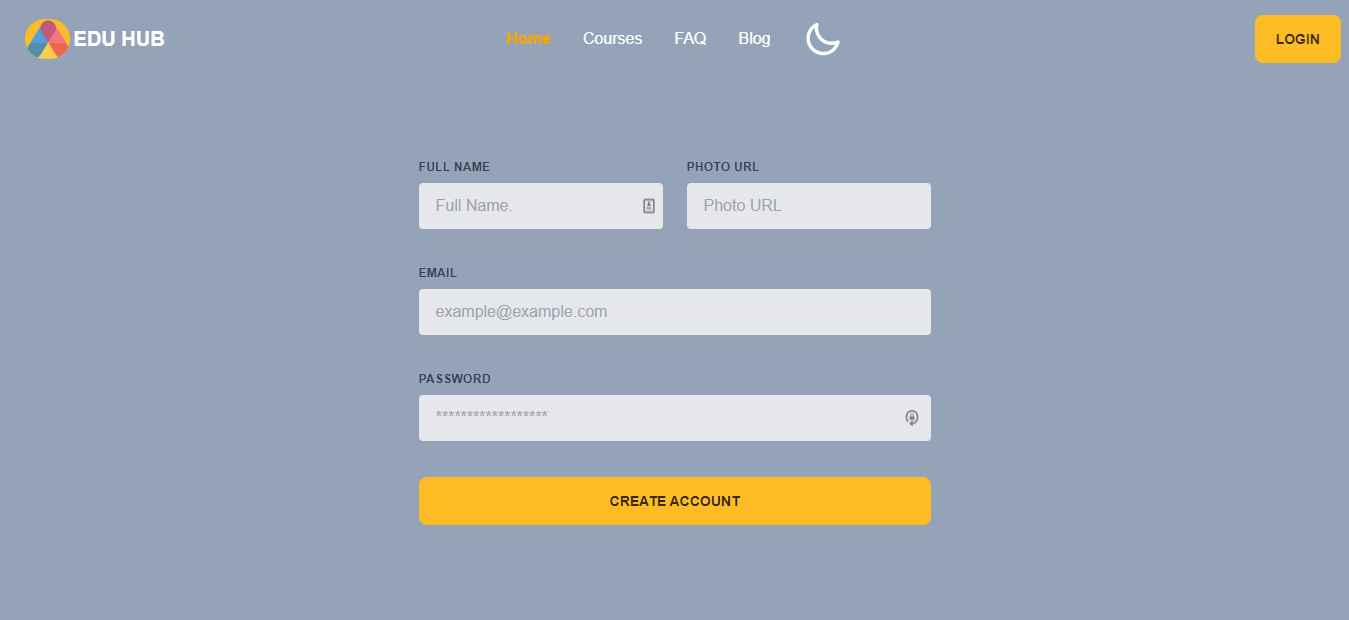 EDU HUB
Home Courses FAQ Blog
LOGIN
FULL NAME PHOTO URL
Full Name. Photo URL
EMAIL
example@example.com
PASSWORD
******************
CREATE ACCOUNT